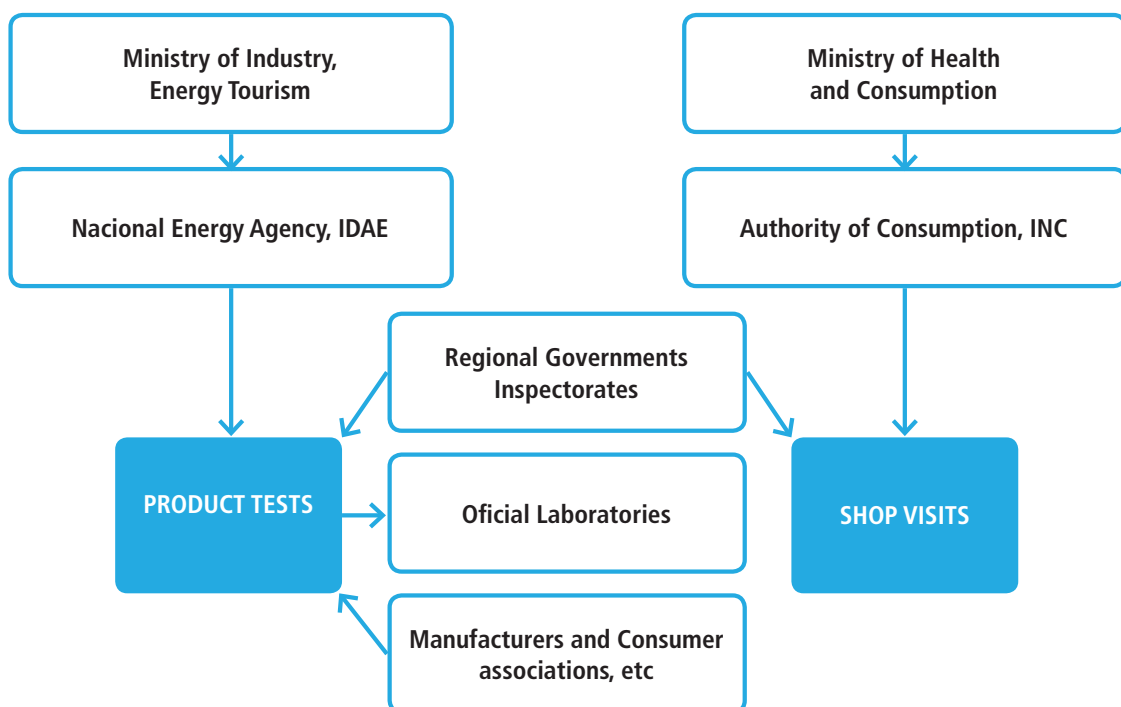 Ministry of Industry,
Energy Tourism
Ministry of Health
and Consumption
Nacional Energy Agency, IDAE
Authority of Consumption, INC
Regional Governments
Inspectorates
PRODUCT TESTS
Oficial Laboratories
SHOP VISITS
Manufacturers and Consumer
associations, etc